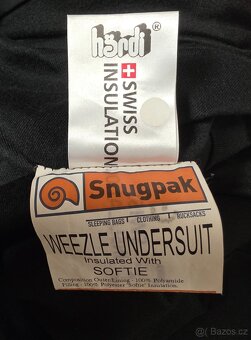 hördi®
SWISS
INSULATION
Snugpak
SLEEPING BAGS | CLOTHING | RUCKSACKS
WEEZLE UNDERSUIT
Insulated With
SOFTIE
Composition Outer/Lining - 100% Polyamide
Filling - 100% Polyester 'Softie' Insulation.
Bazos.cz